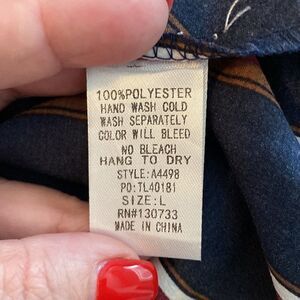 100%POLYESTER
HAND WASH COLD
WASH SEPARATELY
COLOR WILL BLEED
NO BLEACH
HANG TO DRY
STYLE:A4498
PO:TL40181
SIZE:L
RN#130733
MADE IN CHINA